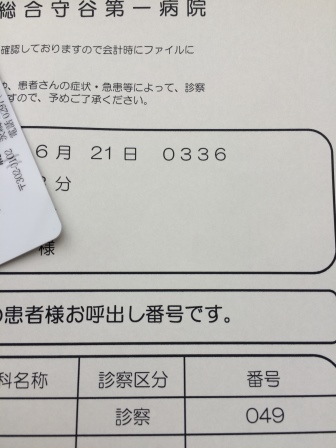 総合守谷第一病院
確認しておりますので会計時にファイルに
、患者さんの症状・急患等によって、診察
すので、予めご了承ください。
〒302-0102
6月 21日 0336
分
様
の患者様お呼出し番号です。
科名称 診察区分 番号
診察 049